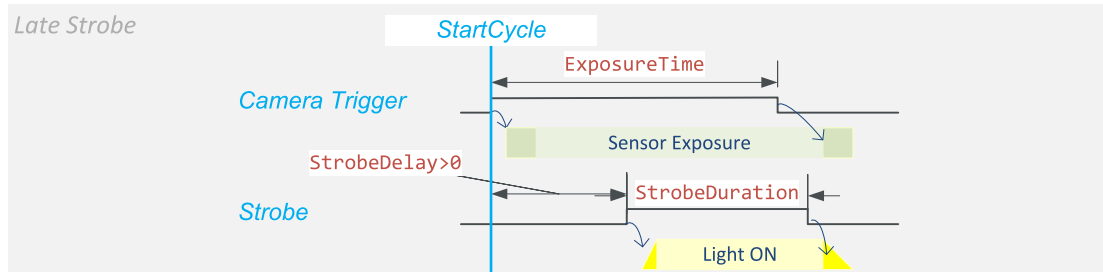 Late Strobe
StartCycle
ExposureTime
Camera Trigger
Sensor Exposure
StrobeDelay>0
StrobeDuration
Strobe
Light ON